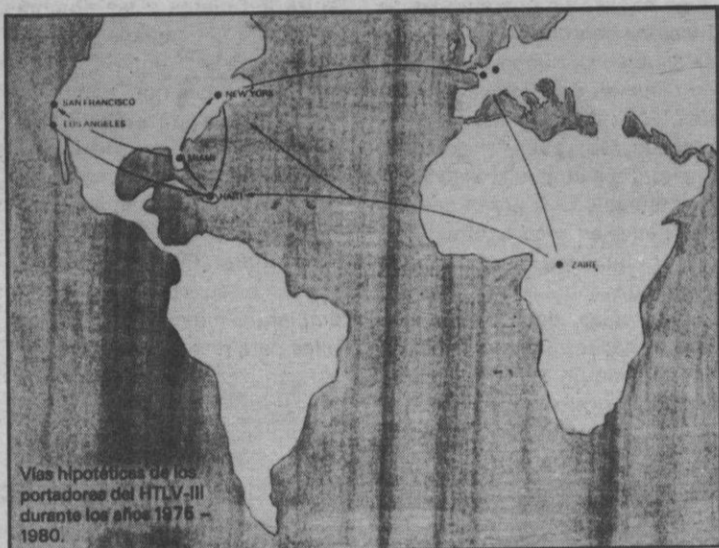 SAN FRANCISCO
NEW YORK
LOS ANGELES
MIAMI
HAITI
ZAIRE
Vías hipotéticas de los
portadores del HTLV-III
durante los años 1976 –
1980.